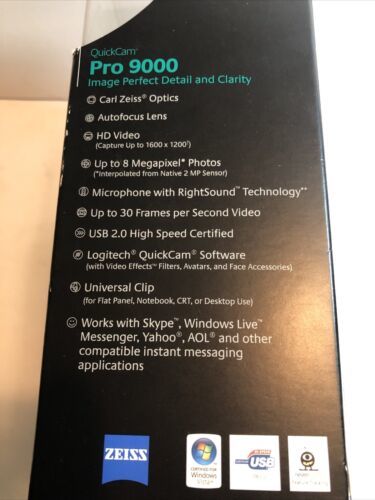 QuickCam®
Pro 9000
Image Perfect Detail and Clarity
Carl Zeiss® Optics
Autofocus Lens
HD Video
(Capture Up to 1600 x 1200†)
Up to 8 Megapixel* Photos
(*Interpolated from Native 2 MP Sensor)
Microphone with RightSound™ Technology**
Up to 30 Frames per Second Video
USB 2.0 High Speed Certified
Logitech® QuickCam® Software
(with Video Effects™ Filters, Avatars, and Face Accessories)
Universal Clip
(for Flat Panel, Notebook, CRT, or Desktop Use)
Works with Skype™, Windows Live™
Messenger, Yahoo®, AOL® and other
compatible instant messaging
applications
ZEISS
CERTIFIED FOR
Windows
Vista™
USB